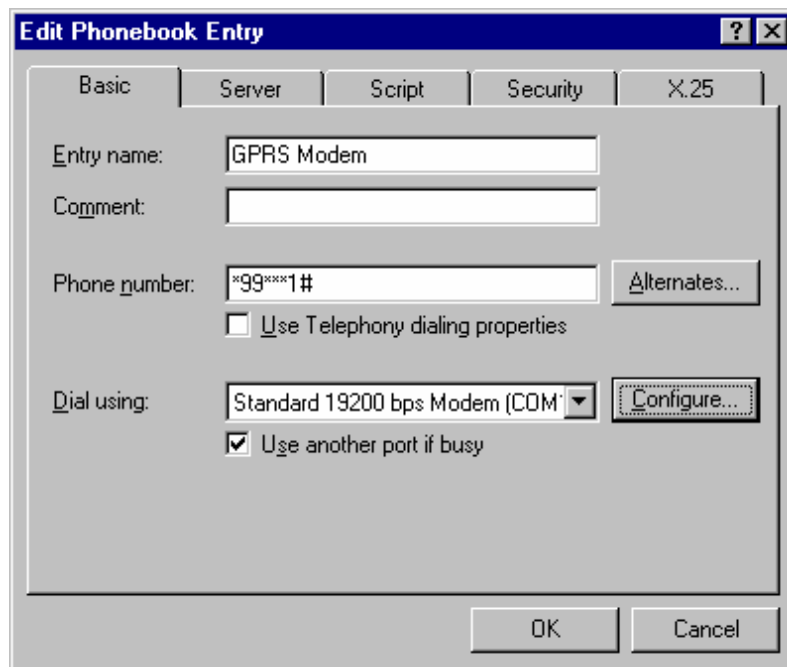 Edit Phonebook Entry
Basic Server Script Security X.25
Entry name: GPRS Modem
Comment:
Phone number: *99***1# Alternates...
Use Telephony dialing properties
Dial using: Standard 19200 bps Modem (COM1 Configure...
Use another port if busy
OK Cancel